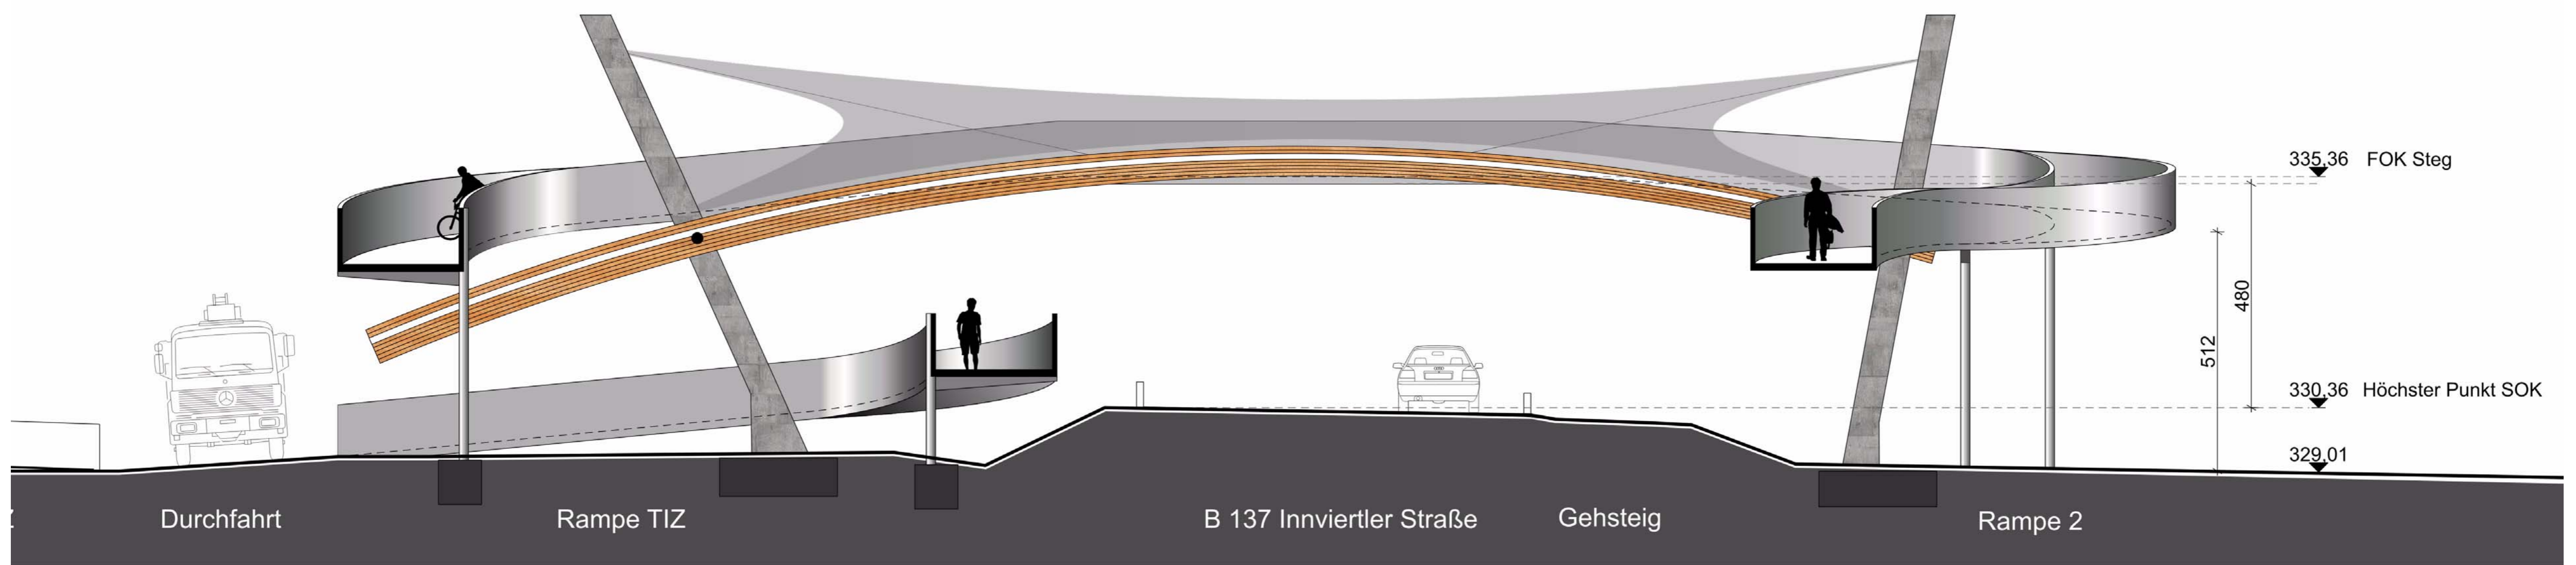 335,36 FOK Steg
480
512
330,36 Höchster Punkt SOK
329,01
Durchfahrt
Rampe TIZ
B 137 Innviertler Straße
Gehsteig
Rampe 2